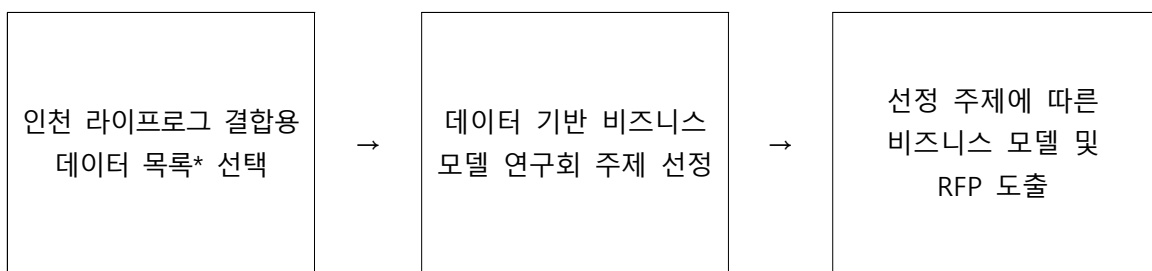 인천 라이프로그 결합용
데이터 목록* 선택
→
데이터 기반 비즈니스
모델 연구회 주제 선정
→
선정 주제에 따른
비즈니스 모델 및
RFP 도출